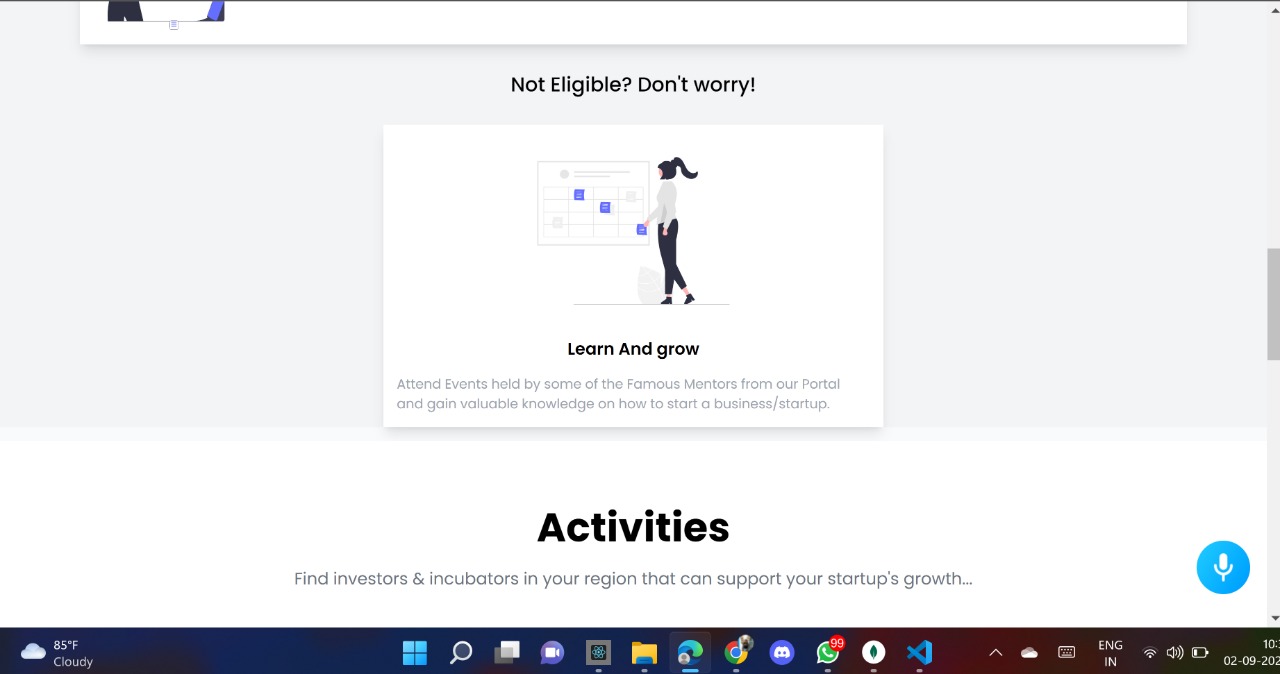 Not Eligible? Don't worry!
Learn And grow
Attend Events held by some of the Famous Mentors from our Portal
and gain valuable knowledge on how to start a business/startup.
Activities
Find investors & incubators in your region that can support your startup's growth...
85°F
Cloudy
99
ENG
IN
10:
02-09-202